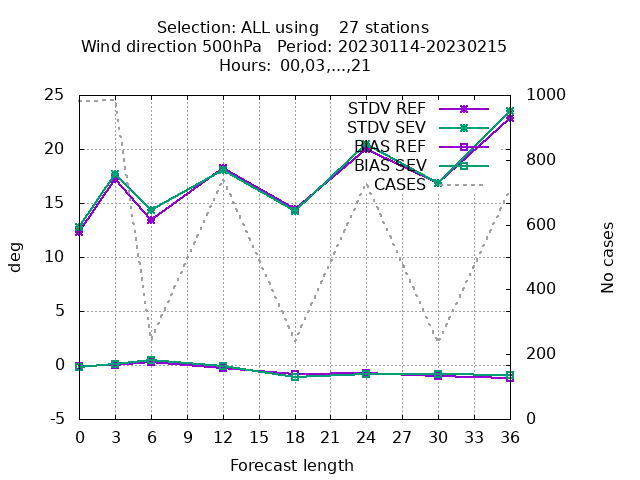 Selection: ALL using    27 stations
Wind direction 500hPa   Period: 20230114-20230215
Hours: 00,03,...,21
25 1000
STDV REF
STDV SEV
20 BIAS REF 800
BIAS SEV
CASES
15
600
10
deg No cases
400
5
200
0
-5 0
0 3 6 9 12 15 18 21 24 27 30 33 36
Forecast length